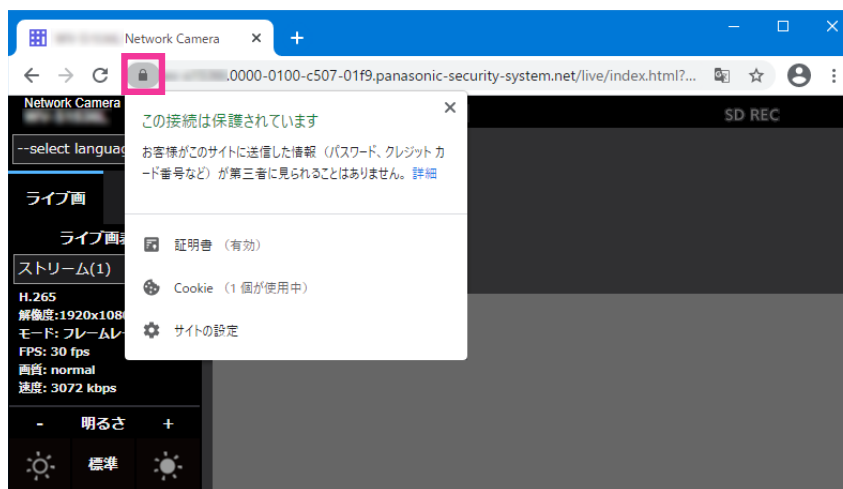 Network Camera
.0000-0100-c507-01f9.panasonic-security-system.net/live/index.html?...
Network Camera
SD REC
--select languag
この接続は保護されています
お客様がこのサイトに送信した情報（パスワード、クレジット カ
ード番号など）が第三者に見られることはありません。詳細
ライブ画
ライブ画表
ストリーム(1)
証明書 （有効）
Cookie （1 個が使用中）
サイトの設定
H.265
解像度:1920x1080
モード: フレームレー
FPS: 30 fps
画質: normal
速度: 3072 kbps
- 明るさ +
標準